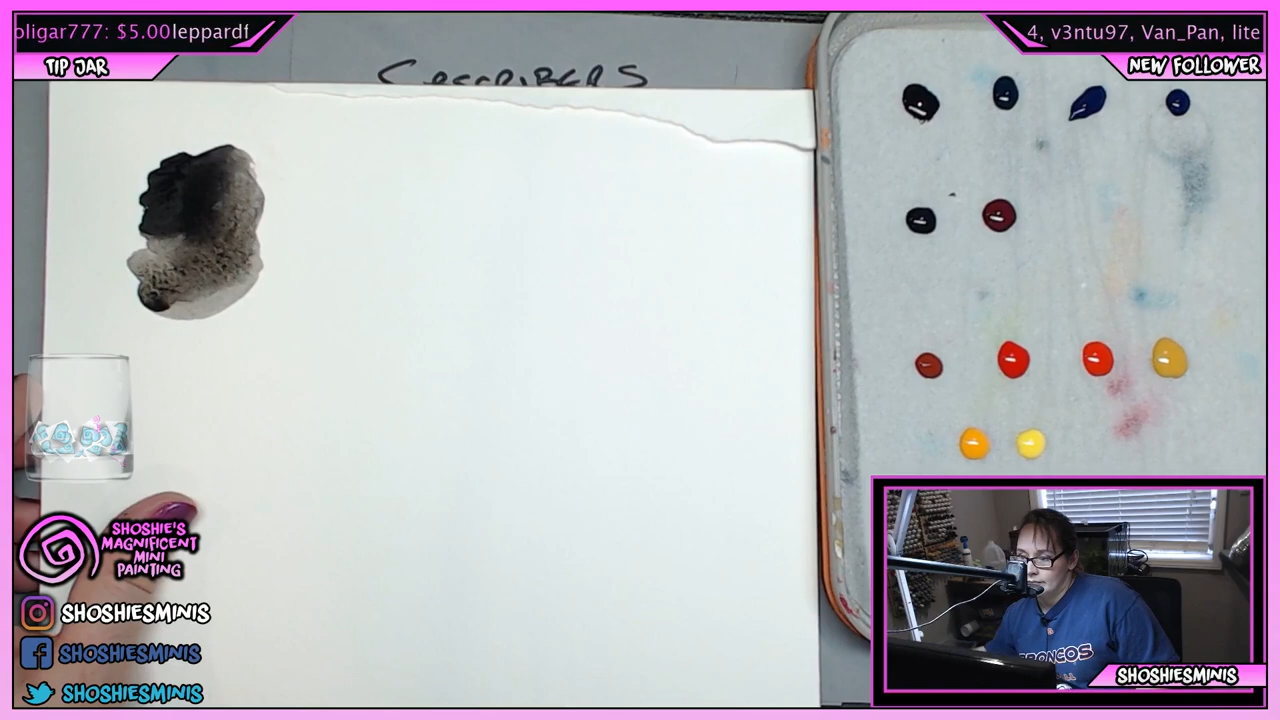 oligar777: $5.00leppardf
4, v3ntu97, Van_Pan, lite
TIP JAR
NEW FOLLOWER
SHOSHIE'S
MAGNIFICENT
MINI
PAINTING
SHOSHIESMINIS
SHOSHIESMINIS
SHOSHIESMINIS
BRONCOS
SHOSHIESMINIS